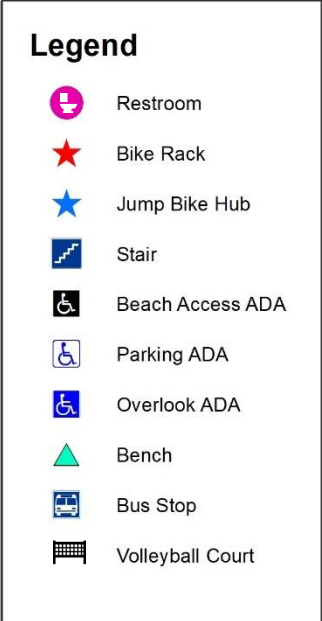 Legend
Restroom
Bike Rack
Jump Bike Hub
Stair
Beach Access ADA
Parking ADA
Overlook ADA
Bench
Bus Stop
Volleyball Court